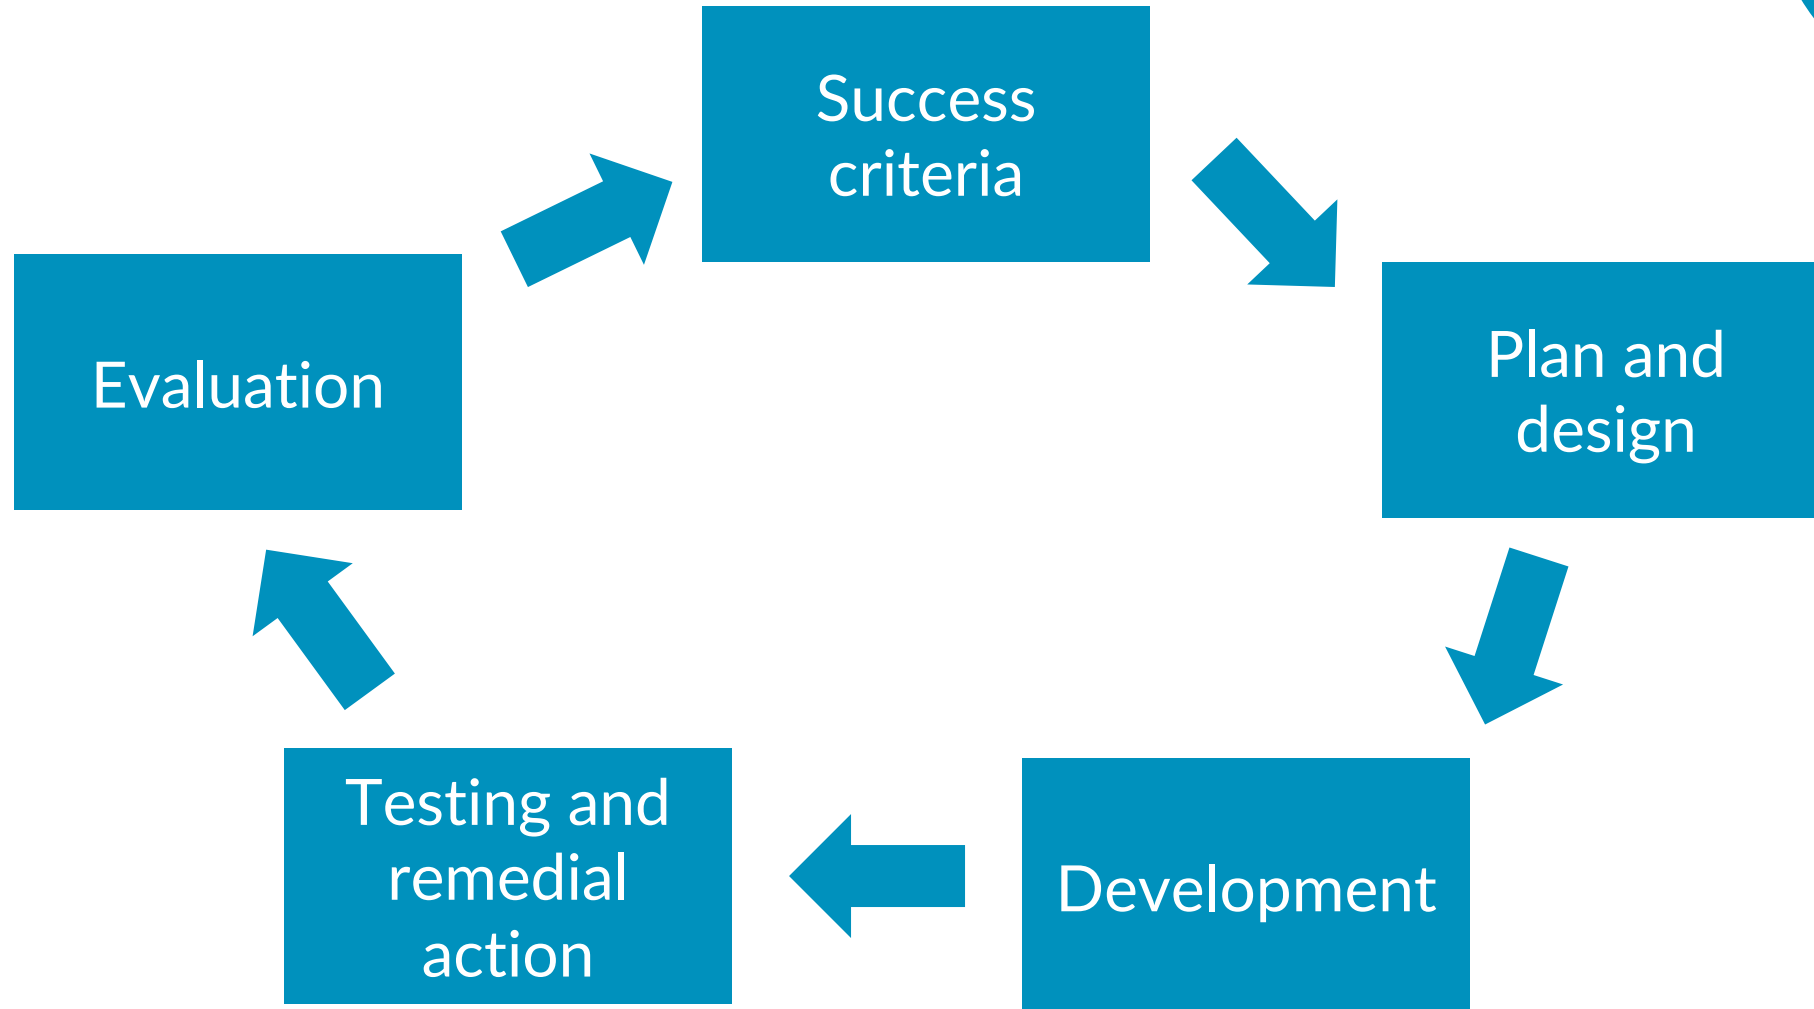 Success
criteria
Plan and
design
Development
Testing and
remedial
action
Evaluation